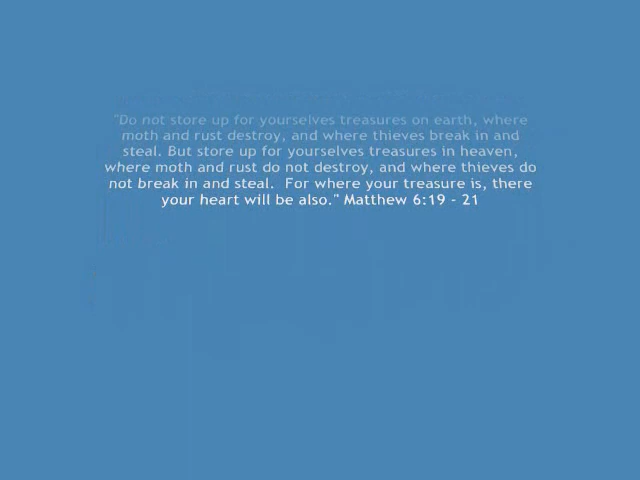 "Do not store up for yourselves treasures on earth, where
moth and rust destroy, and where thieves break in and
steal. But store up for yourselves treasures in heaven,
where moth and rust do not destroy, and where thieves do
not break in and steal.  For where your treasure is, there
your heart will be also." Matthew 6:19 - 21